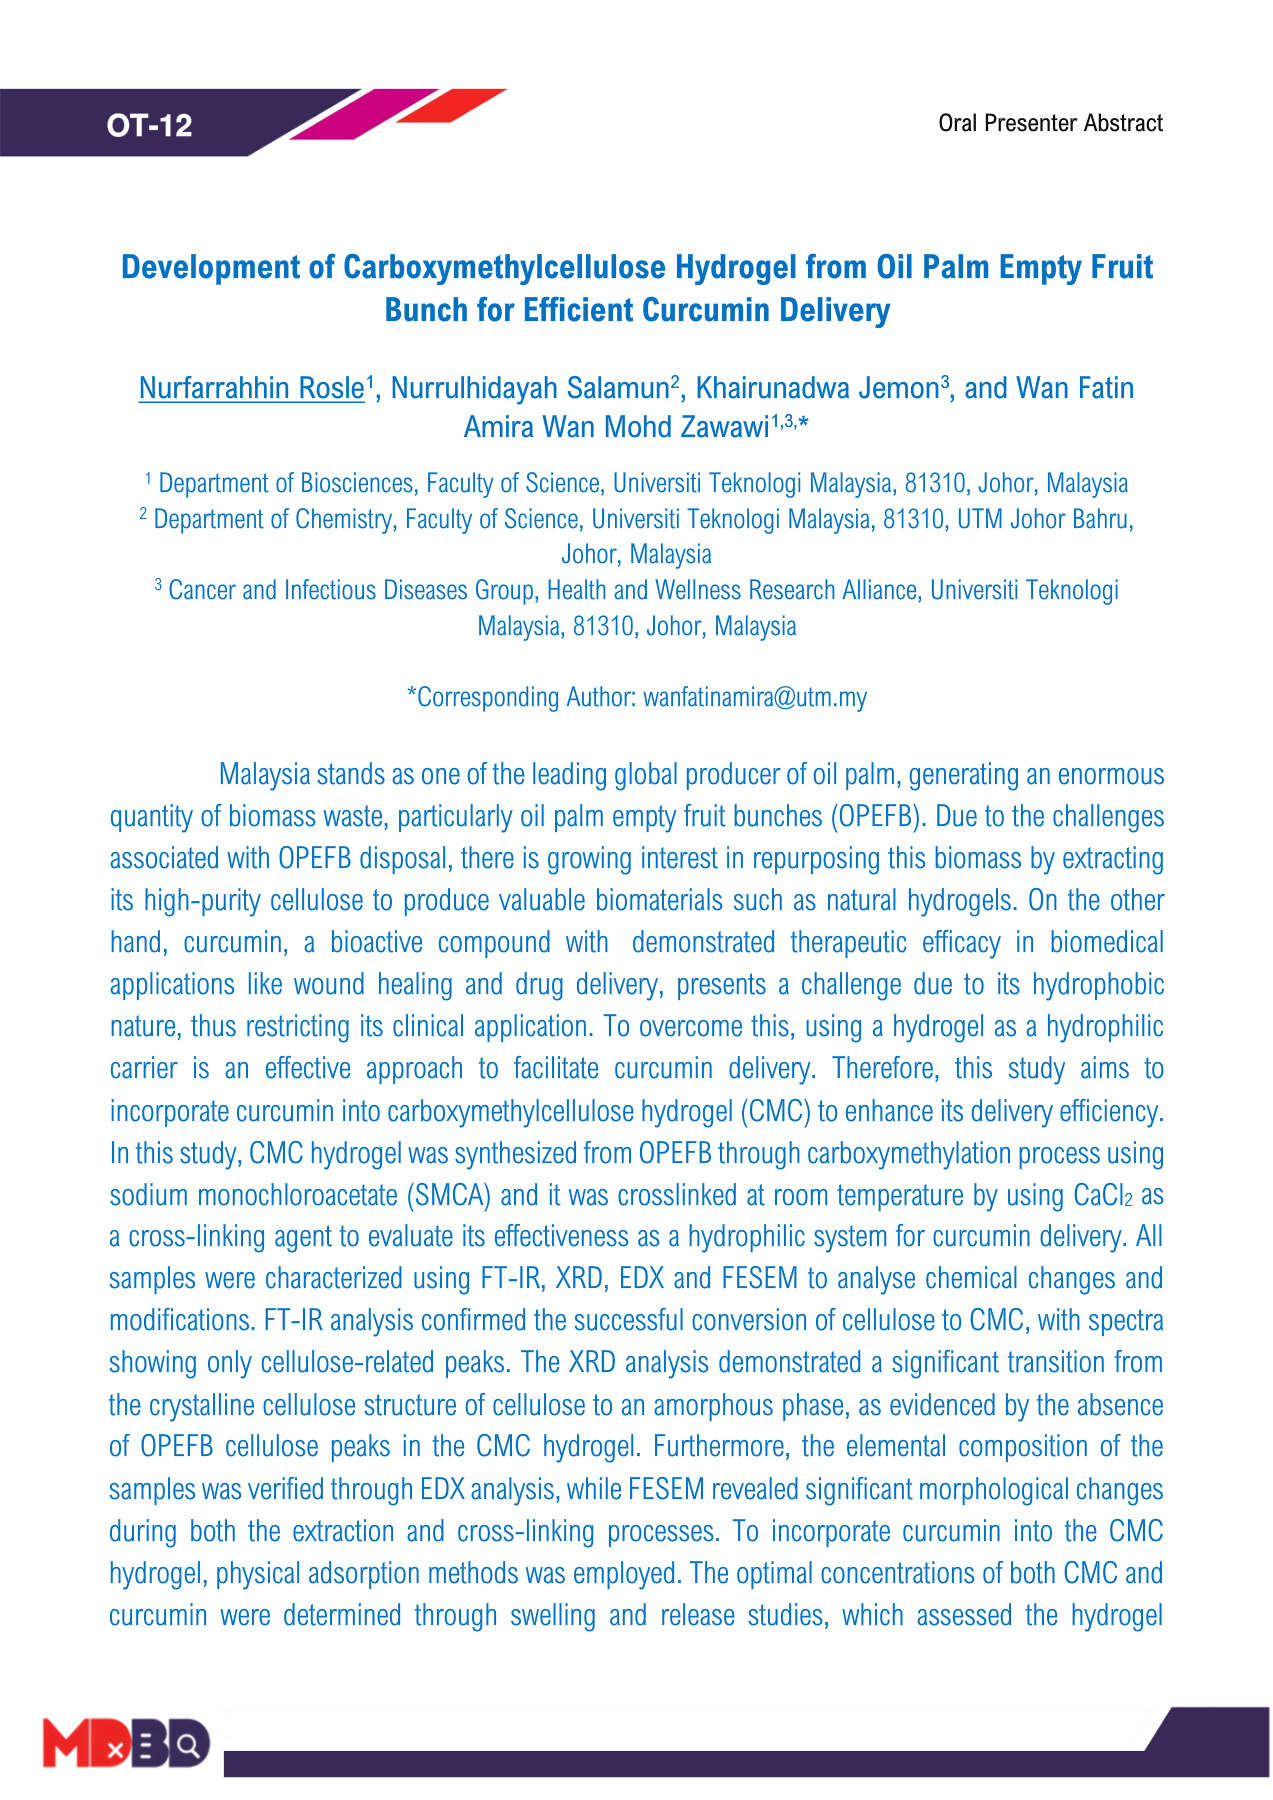 OT-12
Oral Presenter Abstract
Development of Carboxymethylcellulose Hydrogel from Oil Palm Empty Fruit
Bunch for Efficient Curcumin Delivery
Nurfarrahhin Rosle¹, Nurrulhidayah Salamun², Khairunadwa Jemon³, and Wan Fatin
Amira Wan Mohd Zawawi¹,³,*
¹ Department of Biosciences, Faculty of Science, Universiti Teknologi Malaysia, 81310, Johor, Malaysia
² Department of Chemistry, Faculty of Science, Universiti Teknologi Malaysia, 81310, UTM Johor Bahru,
Johor, Malaysia
³ Cancer and Infectious Diseases Group, Health and Wellness Research Alliance, Universiti Teknologi
Malaysia, 81310, Johor, Malaysia
*Corresponding Author: wanfatinamira@utm.my
Malaysia stands as one of the leading global producer of oil palm, generating an enormous
quantity of biomass waste, particularly oil palm empty fruit bunches (OPEFB). Due to the challenges
associated with OPEFB disposal, there is growing interest in repurposing this biomass by extracting
its high-purity cellulose to produce valuable biomaterials such as natural hydrogels. On the other
hand, curcumin, a bioactive compound with demonstrated therapeutic efficacy in biomedical
applications like wound healing and drug delivery, presents a challenge due to its hydrophobic
nature, thus restricting its clinical application. To overcome this, using a hydrogel as a hydrophilic
carrier is an effective approach to facilitate curcumin delivery. Therefore, this study aims to
incorporate curcumin into carboxymethylcellulose hydrogel (CMC) to enhance its delivery efficiency.
In this study, CMC hydrogel was synthesized from OPEFB through carboxymethylation process using
sodium monochloroacetate (SMCA) and it was crosslinked at room temperature by using CaCl₂ as
a cross-linking agent to evaluate its effectiveness as a hydrophilic system for curcumin delivery. All
samples were characterized using FT-IR, XRD, EDX and FESEM to analyse chemical changes and
modifications. FT-IR analysis confirmed the successful conversion of cellulose to CMC, with spectra
showing only cellulose-related peaks. The XRD analysis demonstrated a significant transition from
the crystalline cellulose structure of cellulose to an amorphous phase, as evidenced by the absence
of OPEFB cellulose peaks in the CMC hydrogel. Furthermore, the elemental composition of the
samples was verified through EDX analysis, while FESEM revealed significant morphological changes
during both the extraction and cross-linking processes. To incorporate curcumin into the CMC
hydrogel, physical adsorption methods was employed. The optimal concentrations of both CMC and
curcumin were determined through swelling and release studies, which assessed the hydrogel
MDxBD